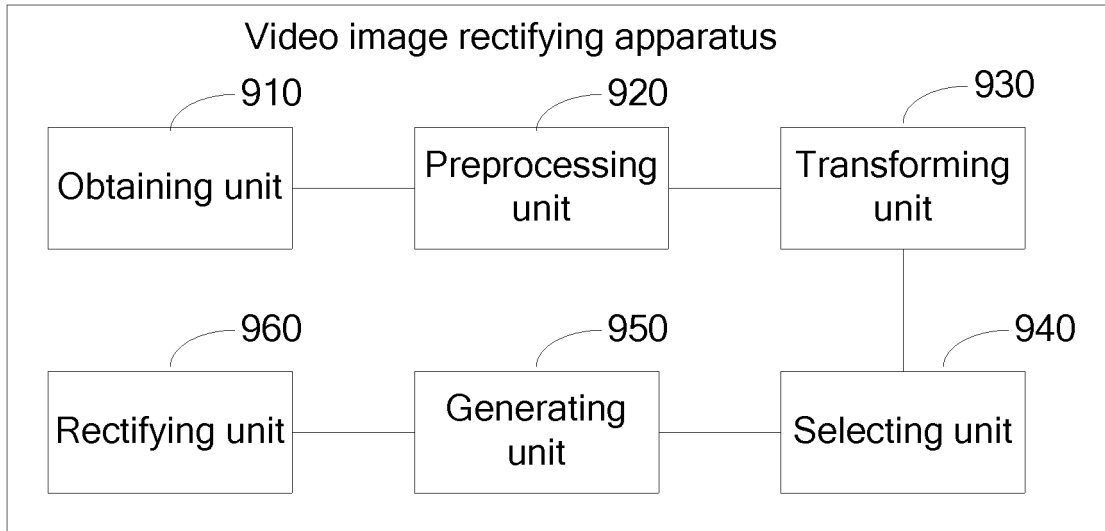 Video image rectifying apparatus
910
920
930
Obtaining unit
Preprocessing
unit
Transforming
unit
960
950
940
Rectifying unit
Generating
unit
Selecting unit